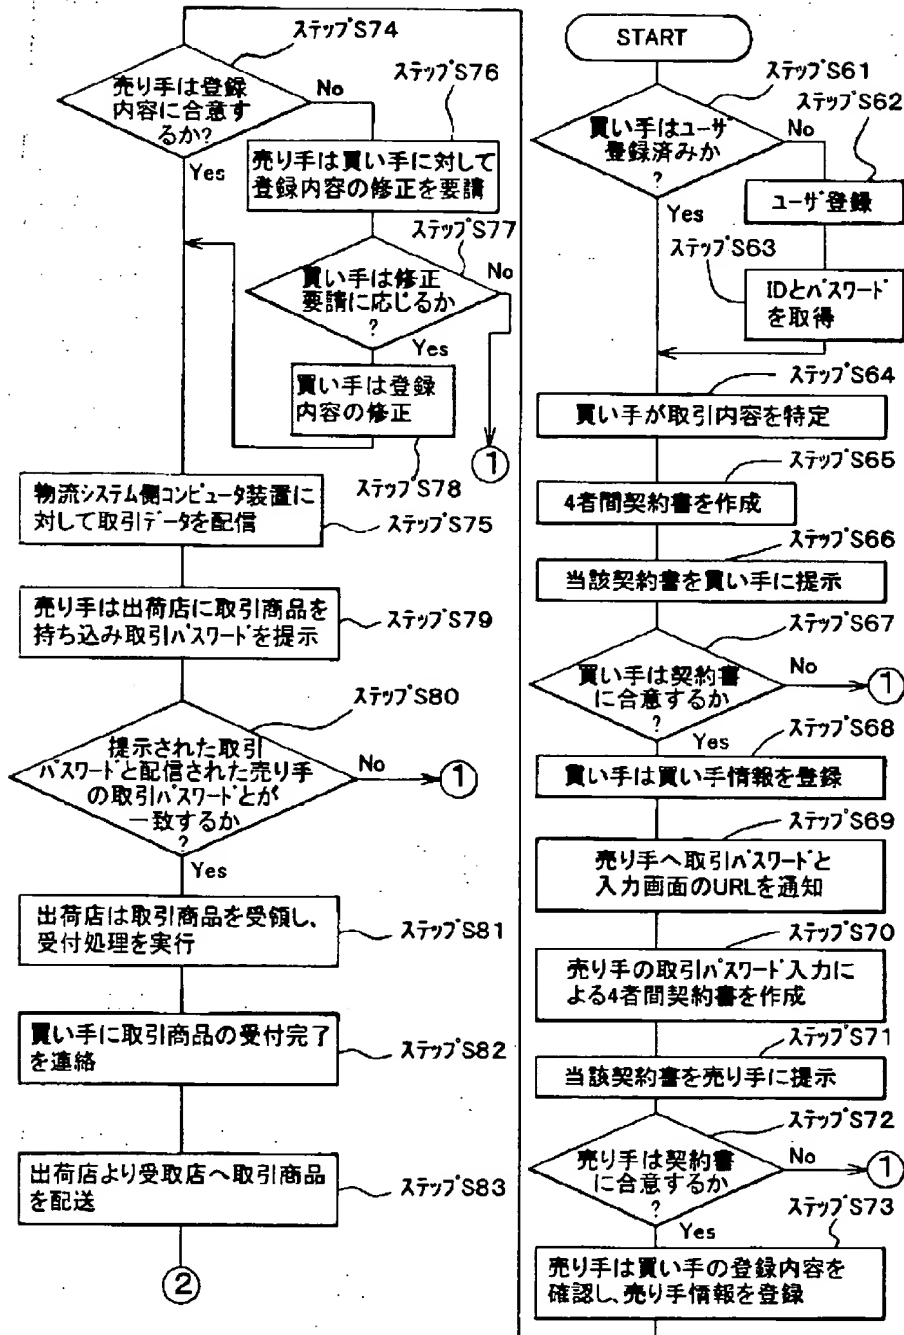 START
ステップS61
買い手はユーザ
登録済みか
?
No
Yes
ステップS62
ユーザ登録
ステップS63
IDとパスワード
を取得
ステップS64
買い手が取引内容を特定
ステップS65
4者間契約書を作成
ステップS66
当該契約書を買い手に提示
ステップS67
買い手は契約書
に合意するか
?
No
①
Yes
ステップS68
買い手は買い手情報を登録
ステップS69
売り手へ取引パスワードと
入力画面のURLを通知
ステップS70
売り手の取引パスワード入力に
よる4者間契約書を作成
ステップS71
当該契約書を売り手に提示
ステップS72
売り手は契約書
に合意するか
?
No
①
Yes
ステップS73
売り手は買い手の登録内容を
確認し、売り手情報を登録
ステップS74
売り手は登録
内容に合意す
るか?
No
Yes
ステップS76
売り手は買い手に対して
登録内容の修正を要請
ステップS77
買い手は修正
要請に応じるか
?
No
Yes
買い手は登録
内容の修正
ステップS78
①
物流システム側コンピュータ装置に
対して取引データを配信
ステップS75
売り手は出荷店に取引商品を
持ち込み取引パスワードを提示
ステップS79
ステップS80
提示された取引
パスワードと配信された売り手
の取引パスワードとが
一致するか
?
No
①
Yes
出荷店は取引商品を受領し、
受付処理を実行
ステップS81
買い手に取引商品の受付完了
を連絡
ステップS82
出荷店より受取店へ取引商品
を配送
ステップS83
②